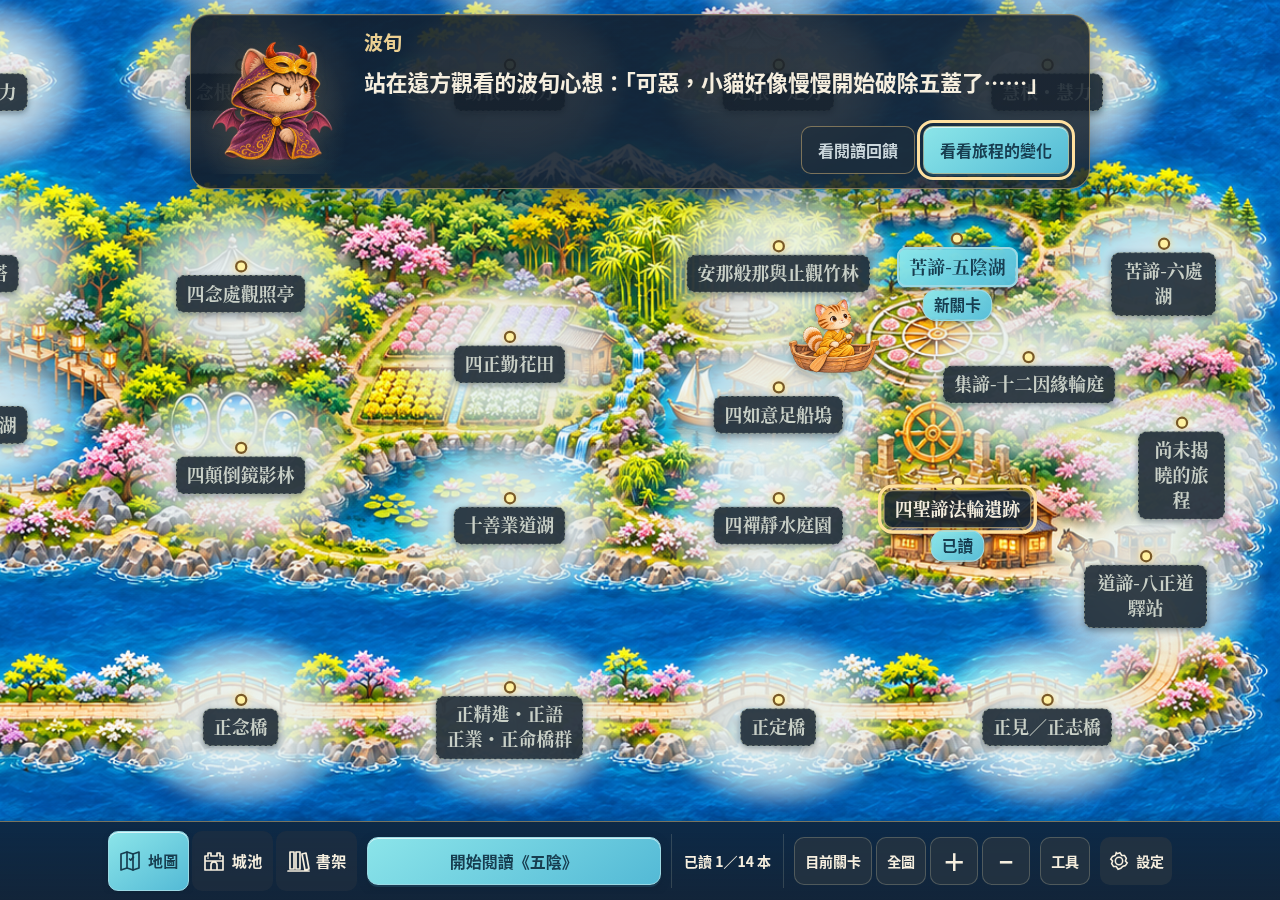 波旬
站在遠方觀看的波旬心想：「可惡，小貓好像慢慢開始破除五蓋了……」
看閱讀回饋
看看旅程的變化
力
慧根・慧力
安那般那與止觀竹林
苦諦-五陰湖
新關卡
苦諦-六處
湖
四念處觀照亭
四正勤花田
集諦-十二因緣輪庭
四如意足船塢
湖
四顛倒鏡影林
尚未揭
曉的旅
程
十善業道湖
四禪靜水庭園
四聖諦法輪遺跡
已讀
道諦-八正道
驛站
正念橋
正精進・正語
正業・正命橋群
正定橋
正見／正志橋
地圖
城池
書架
開始閱讀《五陰》
已讀 1／14 本
目前關卡
全圖
＋
−
工具
設定